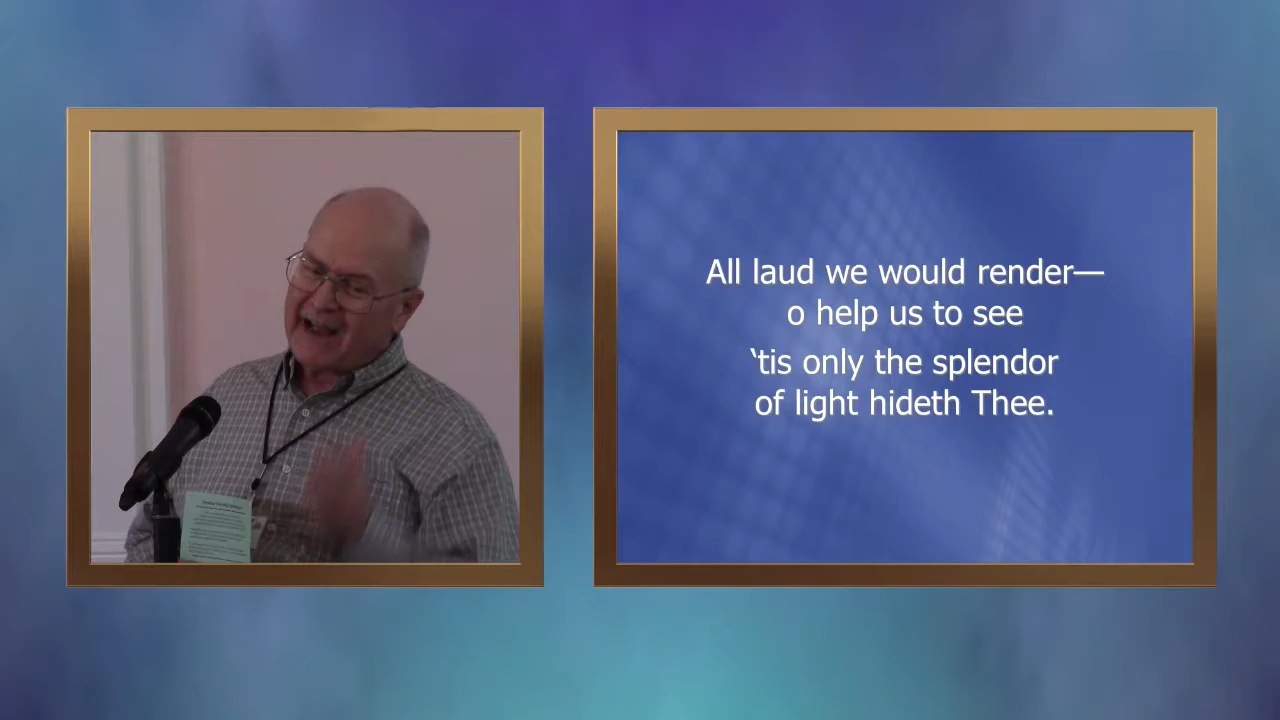 All laud we would render—
o help us to see
‘tis only the splendor
of light hideth Thee.